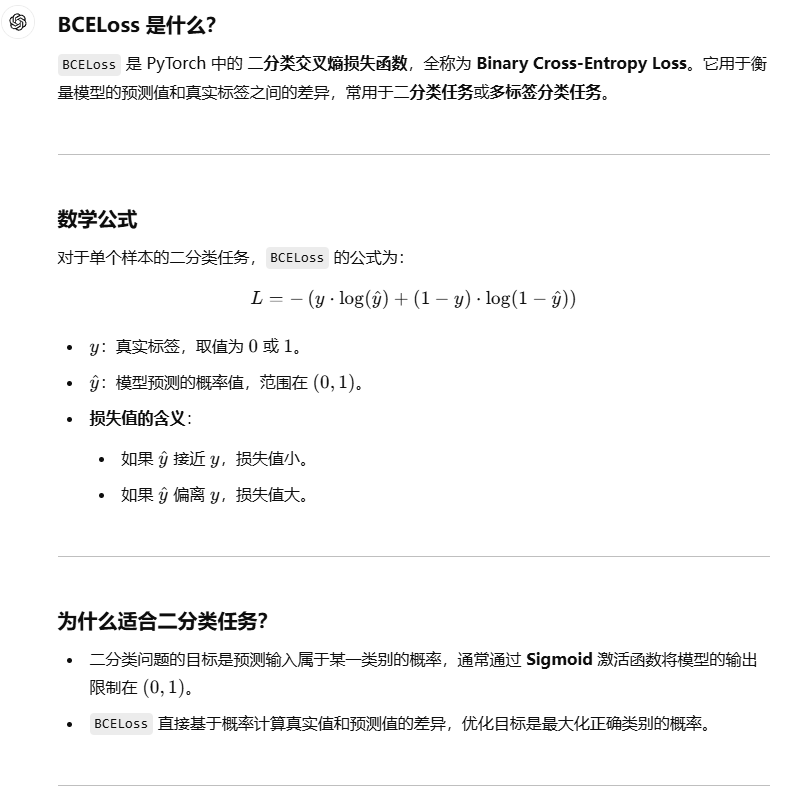 BCELoss 是什么？
BCELoss 是 PyTorch 中的 二分类交叉熵损失函数，全称为 Binary Cross-Entropy Loss。它用于衡
量模型的预测值和真实标签之间的差异，常用于二分类任务或多标签分类任务。
数学公式
对于单个样本的二分类任务，BCELoss 的公式为：
L = − (y · log(ŷ) + (1 − y) · log(1 − ŷ))
• y：真实标签，取值为 0 或 1。
• ŷ：模型预测的概率值，范围在 (0, 1)。
• 损失值的含义：
• 如果 ŷ 接近 y，损失值小。
• 如果 ŷ 偏离 y，损失值大。
为什么适合二分类任务？
• 二分类问题的目标是预测输入属于某一类别的概率，通常通过 Sigmoid 激活函数将模型的输出
限制在 (0, 1)。
• BCELoss 直接基于概率计算真实值和预测值的差异，优化目标是最大化正确类别的概率。